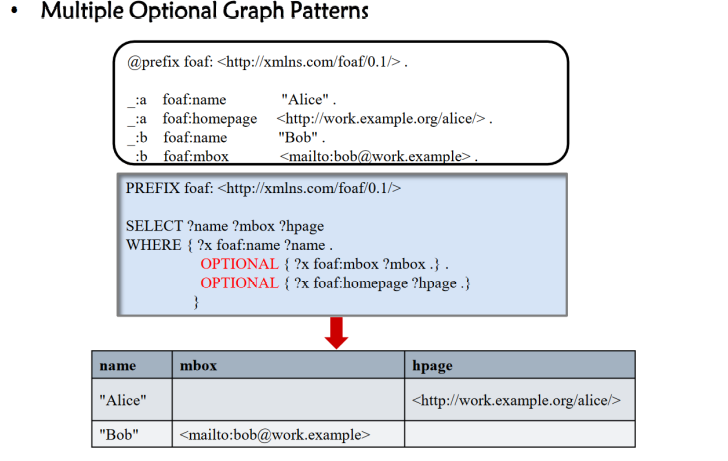 • Multiple Optional Graph Patterns
@prefix foaf: <http://xmlns.com/foaf/0.1/> .
_:a foaf:name "Alice" .
_:a foaf:homepage <http://work.example.org/alice/> .
_:b foaf:name "Bob" .
_:b foaf:mbox <mailto:bob@work.example> .
PREFIX foaf: <http://xmlns.com/foaf/0.1/>
SELECT ?name ?mbox ?hpage
WHERE { ?x foaf:name ?name .
OPTIONAL { ?x foaf:mbox ?mbox .} .
OPTIONAL { ?x foaf:homepage ?hpage .}
}
name mbox hpage
"Alice" <http://work.example.org/alice/>
"Bob" <mailto:bob@work.example>